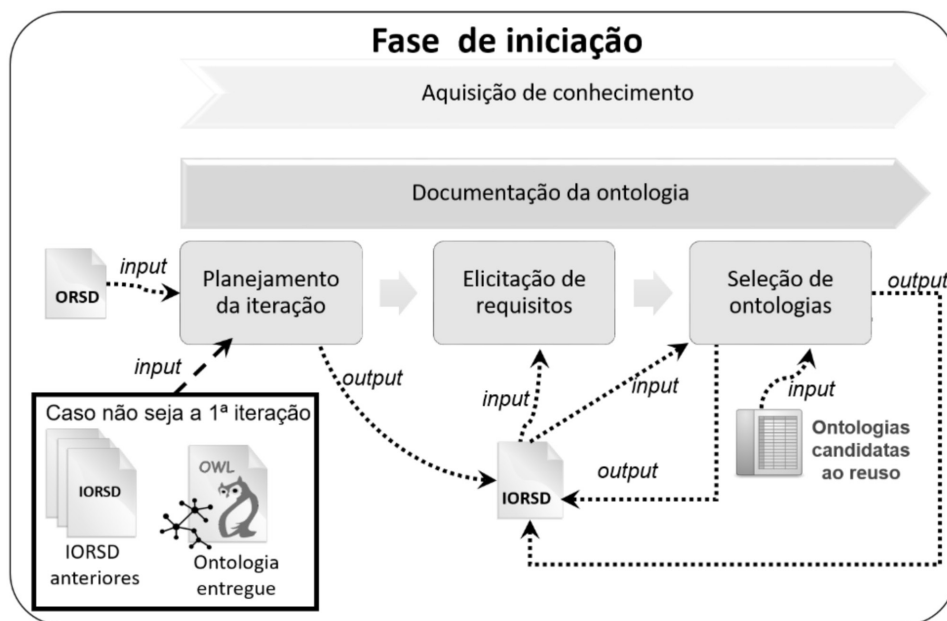 Fase de iniciação
Aquisição de conhecimento
Documentação da ontologia
ORSD
input
Planejamento
da iteração
Elicitação de
requisitos
Seleção de
ontologias
output
input
output
input
input
input
output
Caso não seja a 1ª iteração
IORSD
IORSD
anteriores
OWL
Ontologia
entregue
IORSD
Ontologias
candidatas
ao reuso